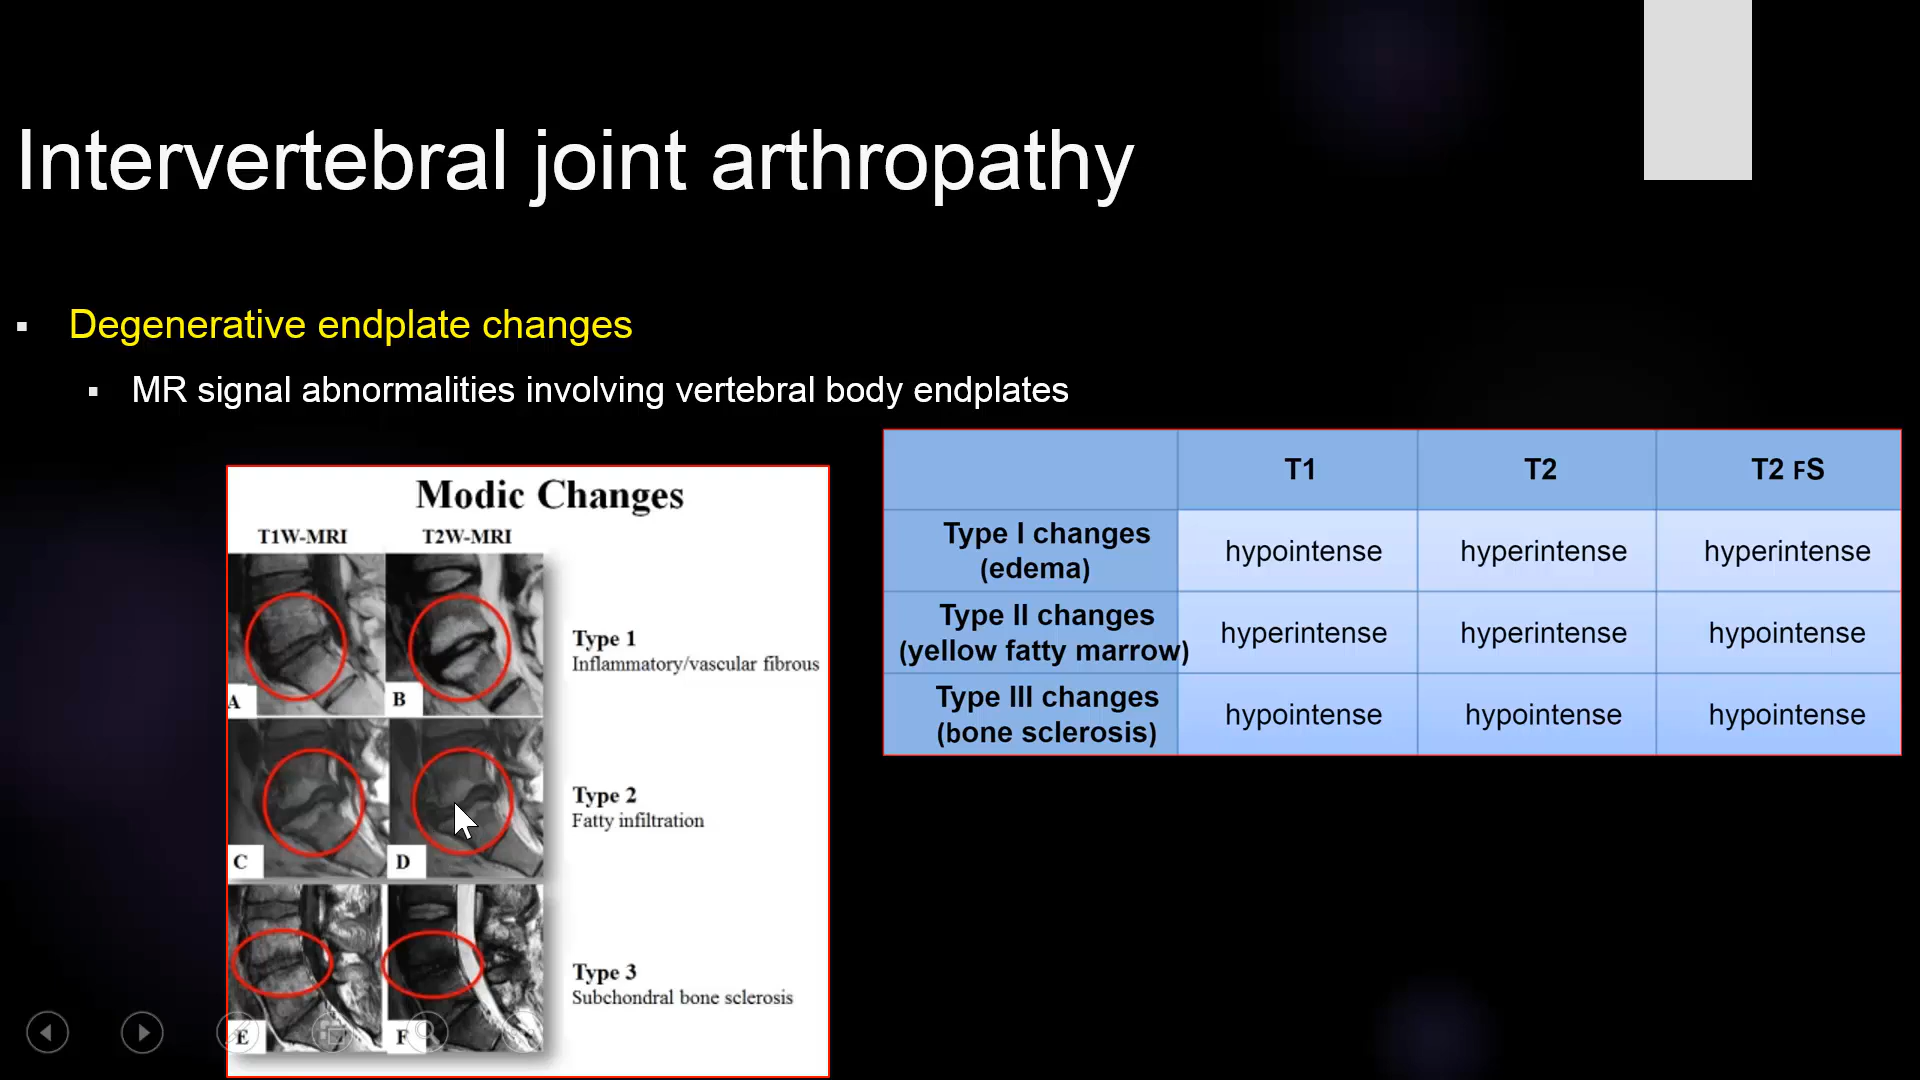 Intervertebral joint arthropathy
Degenerative endplate changes
MR signal abnormalities involving vertebral body endplates
Modic Changes
T1W-MRI T2W-MRI
A B
Type 1
Inflammatory/vascular fibrous
C D
Type 2
Fatty infiltration
E F
Type 3
Subchondral bone sclerosis
T1 T2 T2 FS
Type I changes
(edema) hypointense hyperintense hyperintense
Type II changes
(yellow fatty marrow) hyperintense hyperintense hypointense
Type III changes
(bone sclerosis) hypointense hypointense hypointense